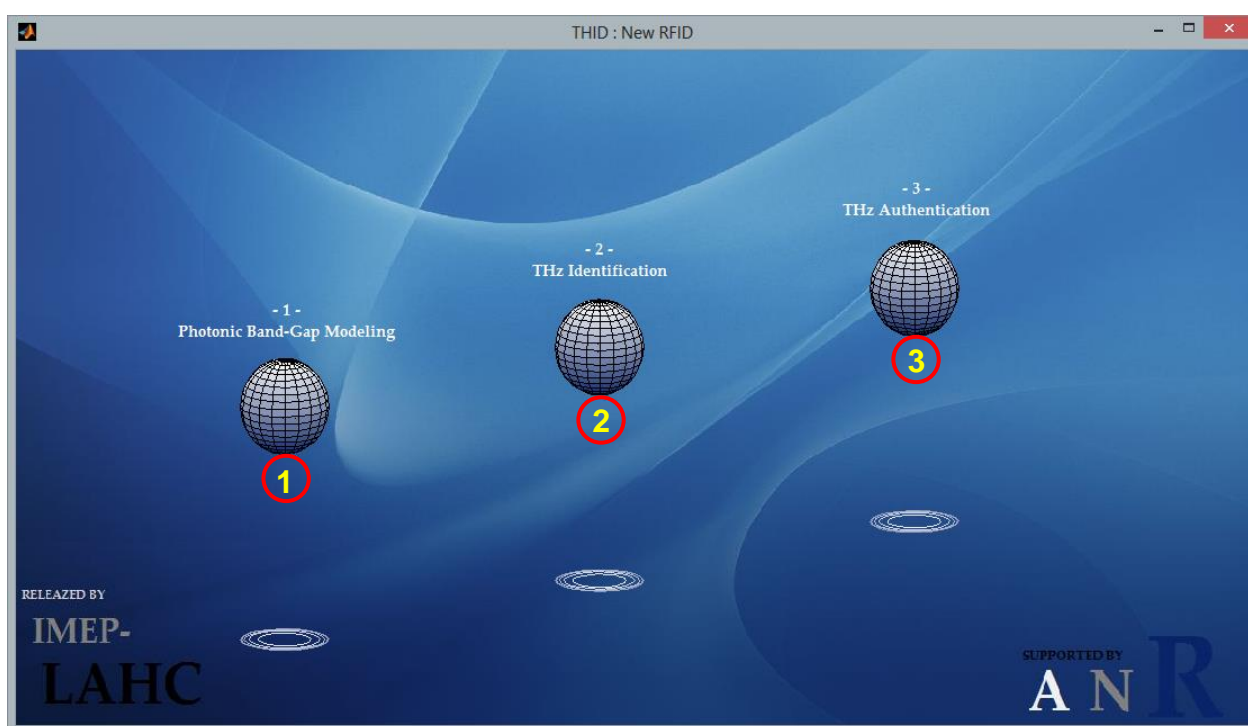 THID : New RFID
- 3 -
THz Authentication
- 2 -
THz Identification
- 1 -
Photonic Band-Gap Modeling
3
2
1
RELEAZED BY
IMEP-
LAHC
SUPPORTED BY
A N R